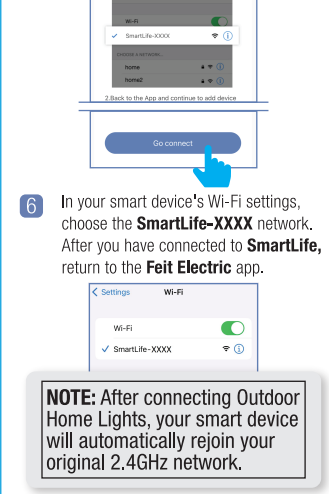 Wi-Fi
SmartLife-XXXX
CHOOSE A NETWORK...
home
home2
2.Back to the App and continue to add device
Go connect
6 In your smart device's Wi-Fi settings,
choose the SmartLife-XXXX network.
After you have connected to SmartLife,
return to the Feit Electric app.
Settings Wi-Fi
Wi-Fi
SmartLife-XXXX
NOTE: After connecting Outdoor
Home Lights, your smart device
will automatically rejoin your
original 2.4GHz network.